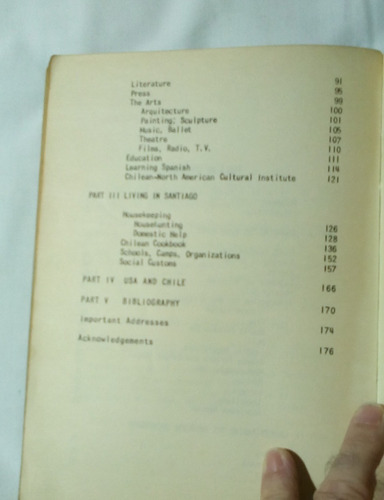 Literature 91
Press 95
The Arts 99
Arquitecture 100
Painting; Sculpture 101
Music, Ballet 105
Theatre 107
Films, Radio, T.V. 110
Education 111
Learning Spanish 114
Chilean-North American Cultural Institute 121
PART III LIVING IN SANTIAGO
Housekeeping
Househunting 126
Domestic Help 128
Chilean Cookbook 136
Schools, Camps, Organizations 152
Social Customs 157
PART IV USA AND CHILE 166
PART V BIBLIOGRAPHY 170
Important Addresses 174
Acknowledgements 176